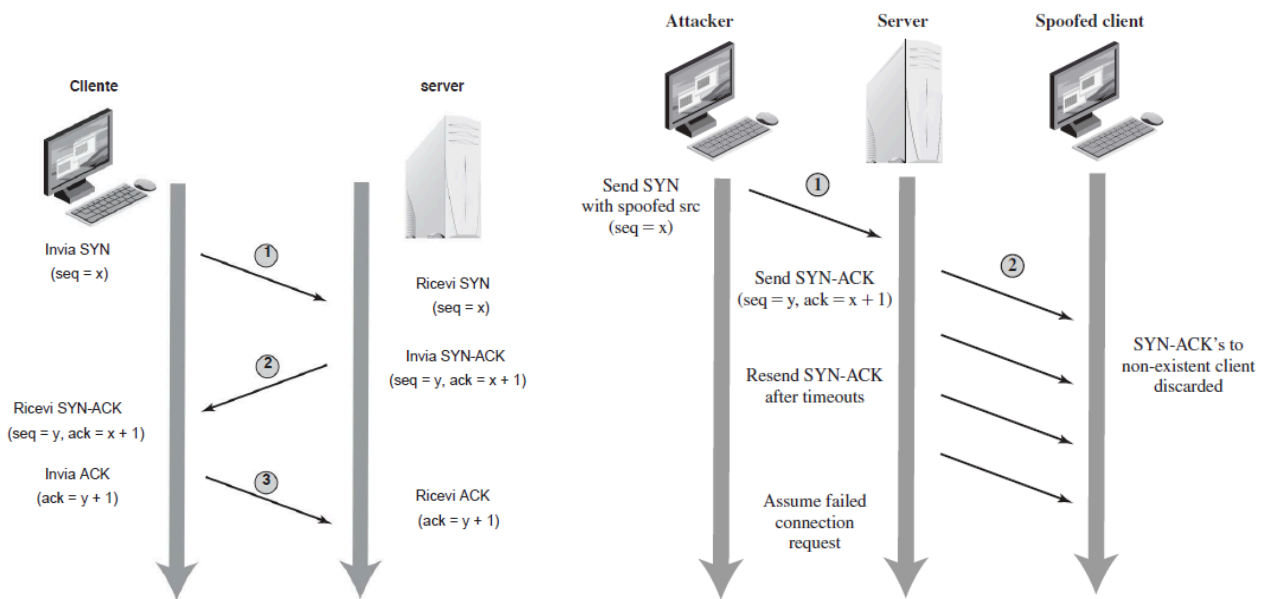 Cliente
server
Invia SYN
(seq = x)
1
Ricevi SYN
(seq = x)
2
Invia SYN-ACK
(seq = y, ack = x + 1)
Ricevi SYN-ACK
(seq = y, ack = x + 1)
Invia ACK
(ack = y + 1)
3
Ricevi ACK
(ack = y + 1)
Attacker
Server
Spoofed client
Send SYN
with spoofed src
(seq = x)
1
Send SYN-ACK
(seq = y, ack = x + 1)
2
Resend SYN-ACK
after timeouts
SYN-ACK's to
non-existent client
discarded
Assume failed
connection
request